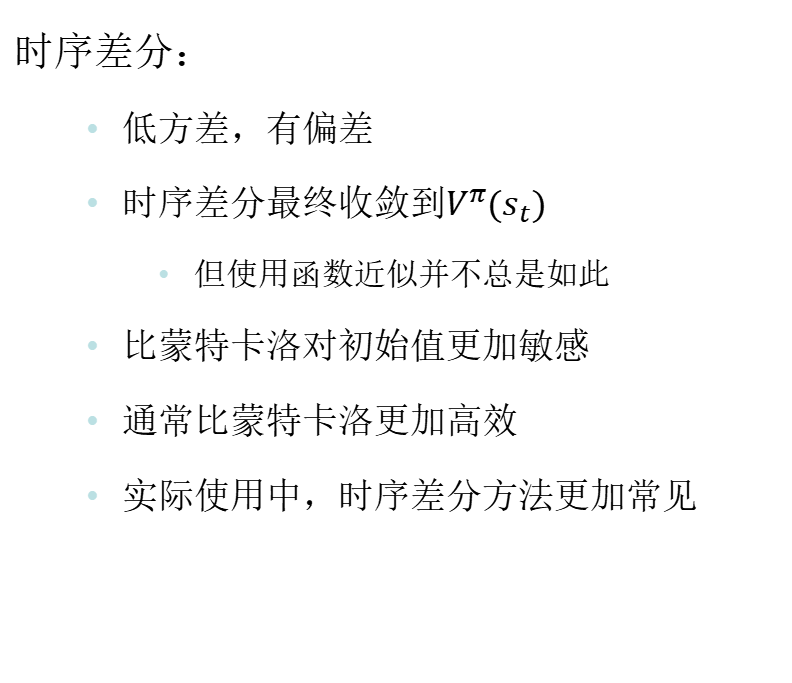 时序差分：
• 低方差，有偏差
• 时序差分最终收敛到$V^{\pi}(s_t)$
• 但使用函数近似并不总是如此
• 比蒙特卡洛对初始值更加敏感
• 通常比蒙特卡洛更加高效
• 实际使用中，时序差分方法更加常见